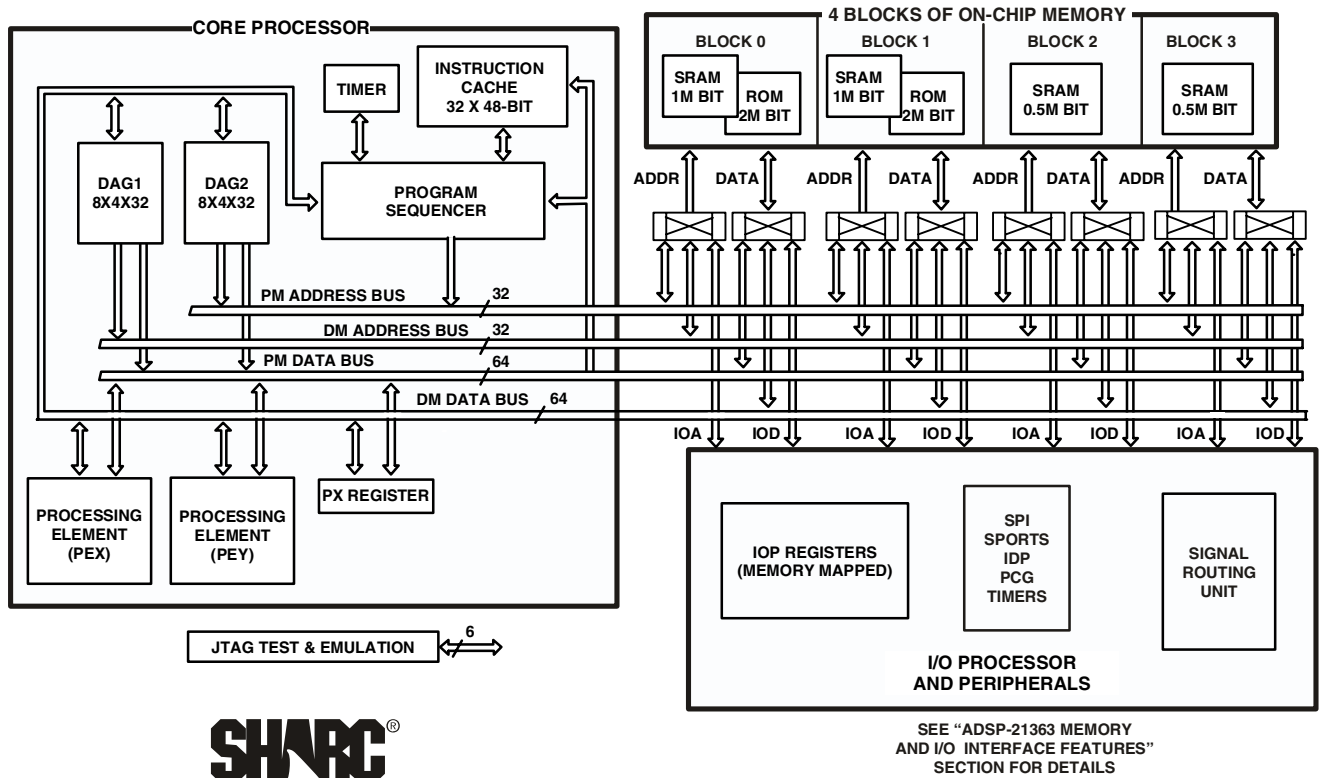 CORE PROCESSOR
TIMER
INSTRUCTION
CACHE
32 X 48-BIT
DAG1
8X4X32
DAG2
8X4X32
PROGRAM
SEQUENCER
PM ADDRESS BUS
32
DM ADDRESS BUS
32
PM DATA BUS
64
DM DATA BUS
64
PROCESSING
ELEMENT
(PEX)
PROCESSING
ELEMENT
(PEY)
PX REGISTER
JTAG TEST & EMULATION
6
SHARC®
4 BLOCKS OF ON-CHIP MEMORY
BLOCK 0
BLOCK 1
BLOCK 2
BLOCK 3
SRAM
1M BIT
ROM
2M BIT
SRAM
1M BIT
ROM
2M BIT
SRAM
0.5M BIT
SRAM
0.5M BIT
ADDR
DATA
ADDR
DATA
ADDR
DATA
ADDR
DATA
IOA
IOD
IOA
IOD
IOA
IOD
IOA
IOD
IOP REGISTERS
(MEMORY MAPPED)
SPI
SPORTS
IDP
PCG
TIMERS
SIGNAL
ROUTING
UNIT
I/O PROCESSOR
AND PERIPHERALS
SEE “ADSP-21363 MEMORY
AND I/O INTERFACE FEATURES”
SECTION FOR DETAILS